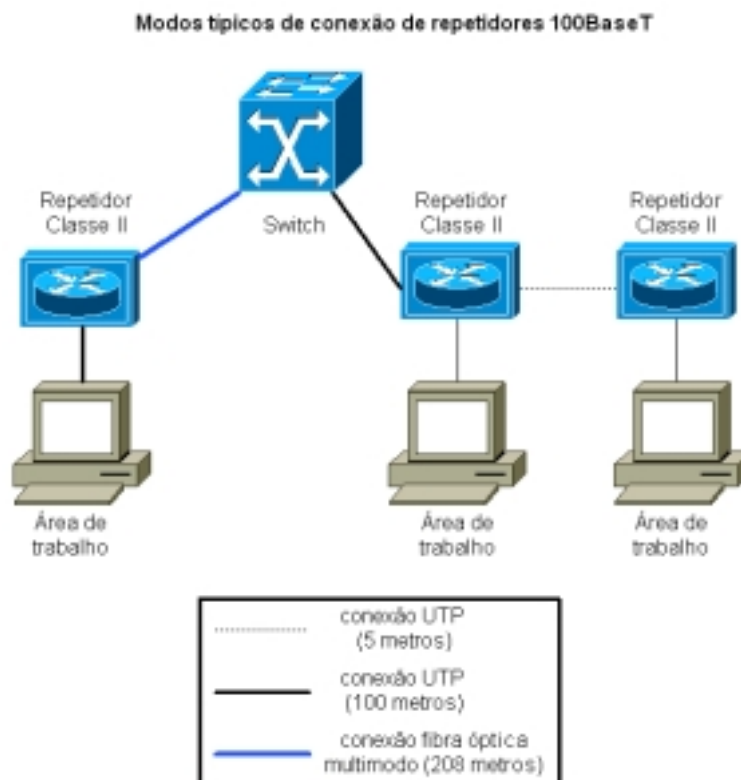 Modos típicos de conexão de repetidores 100BaseT
Repetidor
Classe II
Switch
Repetidor
Classe II
Repetidor
Classe II
Área de
trabalho
Área de
trabalho
Área de
trabalho
conexão UTP
(5 metros)
conexão UTP
(100 metros)
conexão fibra óptica
multimodo (208 metros)